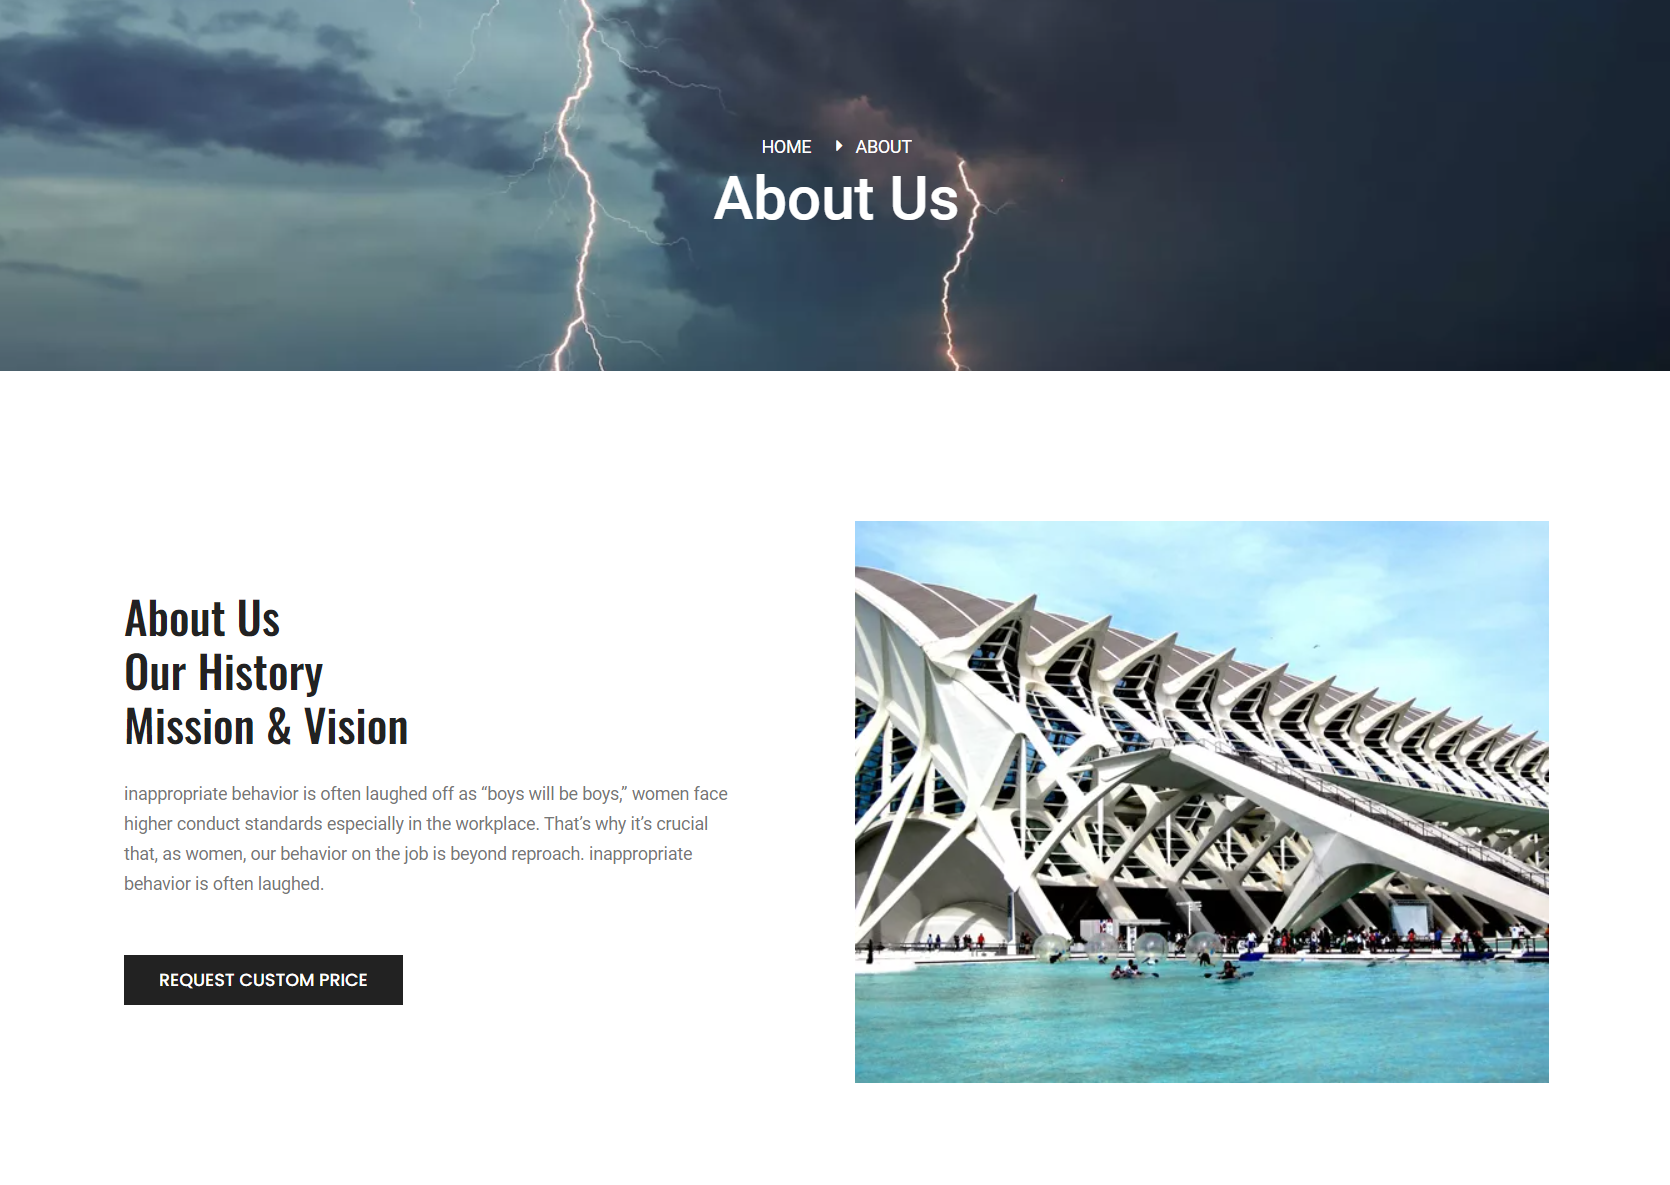 HOME ABOUT
About Us
About Us
Our History
Mission & Vision
inappropriate behavior is often laughed off as “boys will be boys,” women face
higher conduct standards especially in the workplace. That’s why it’s crucial
that, as women, our behavior on the job is beyond reproach. inappropriate
behavior is often laughed.
REQUEST CUSTOM PRICE